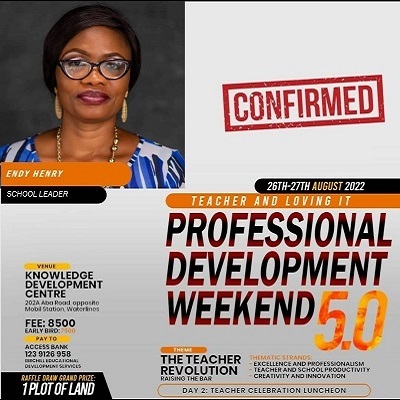 ENDY HENRY
SCHOOL LEADER
CONFIRMED
26TH-27TH AUGUST 2022
TEACHER AND LOVING IT
PROFESSIONAL
DEVELOPMENT
WEEKEND 5.0
VENUE
KNOWLEDGE
DEVELOPMENT
CENTRE
202A Aba Road, opposite
Mobil Station, Waterlines
FEE: 8500
EARLY BIRD: 7500
PAY TO
ACCESS BANK
123 9126 958
EDUCATIONAL
DEVELOPMENT SERVICES
RAFFLE DRAW GRAND PRIZE:
1 PLOT OF LAND
THEME
THE TEACHER
REVOLUTION
RAISING THE BAR
THEMATIC STRANDS:
- EXCELLENCE AND PROFESSIONALISM
- TEACHER AND SCHOOL PRODUCTIVITY
- CREATIVITY AND INNOVATION
DAY 2: TEACHER CELEBRATION LUNCHEON